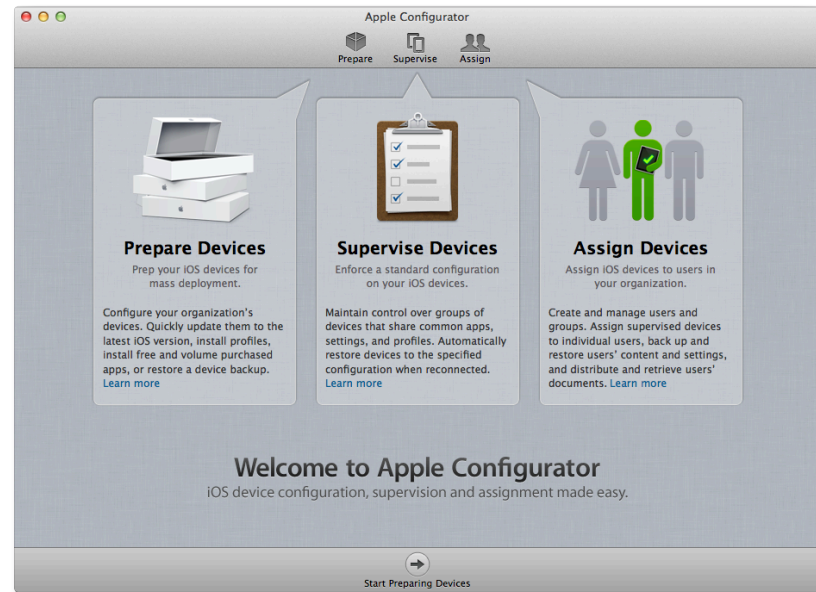 Apple Configurator
Prepare
Supervise
Assign
Prepare Devices
Prep your iOS devices for
mass deployment.
Configure your organization's
devices. Quickly update them to the
latest iOS version, install profiles,
install free and volume purchased
apps, or restore a device backup.
Learn more
Supervise Devices
Enforce a standard configuration
on your iOS devices.
Maintain control over groups of
devices that share common apps,
settings, and profiles. Automatically
restore devices to the specified
configuration when reconnected.
Learn more
Assign Devices
Assign iOS devices to users in
your organization.
Create and manage users and
groups. Assign supervised devices
to individual users, back up and
restore users' content and settings,
and distribute and retrieve users'
documents. Learn more
Welcome to Apple Configurator
iOS device configuration, supervision and assignment made easy.
Start Preparing Devices